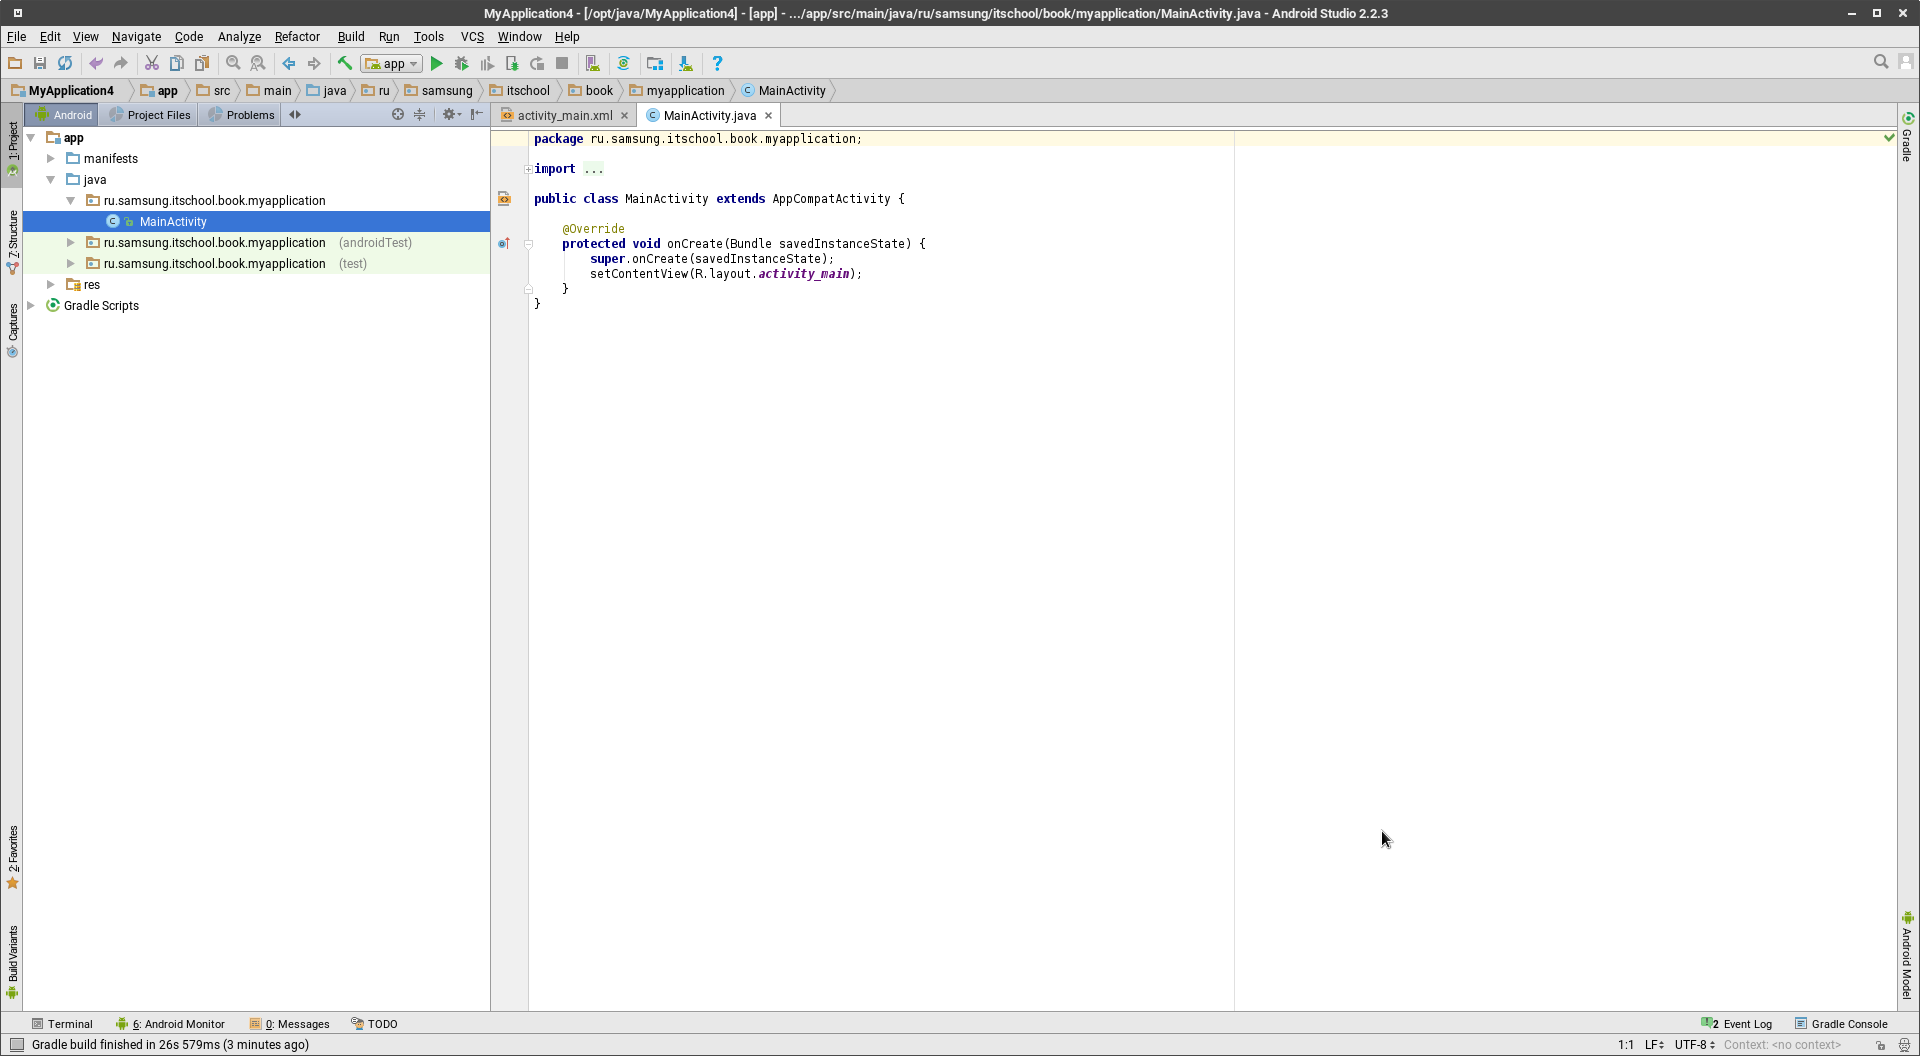 MyApplication4 - [/opt/java/MyApplication4] - [app] - .../app/src/main/java/ru/samsung/itschool/book/myapplication/MainActivity.java - Android Studio 2.2.3
File Edit View Navigate Code Analyze Refactor Build Run Tools VCS Window Help
app
MyApplication4 app src main java ru samsung itschool book myapplication MainActivity
Android Project Files Problems
activity_main.xml MainActivity.java
1: Project
7: Structure
Captures
2: Favorites
Build Variants
app
manifests
java
ru.samsung.itschool.book.myapplication
MainActivity
ru.samsung.itschool.book.myapplication (androidTest)
ru.samsung.itschool.book.myapplication (test)
res
Gradle Scripts
package ru.samsung.itschool.book.myapplication;
import ...
public class MainActivity extends AppCompatActivity {
@Override
protected void onCreate(Bundle savedInstanceState) {
super.onCreate(savedInstanceState);
setContentView(R.layout.activity_main);
}
}
Gradle
Android Model
Terminal 6: Android Monitor 0: Messages TODO 2 Event Log Gradle Console
Gradle build finished in 26s 579ms (3 minutes ago) 1:1 LF UTF-8 Context: <no context>